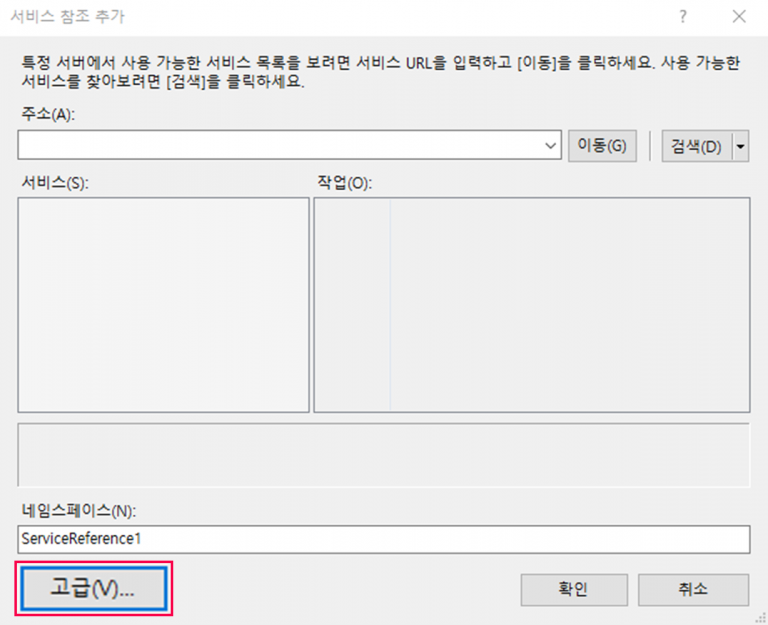 서비스 참조 추가
?
특정 서버에서 사용 가능한 서비스 목록을 보려면 서비스 URL을 입력하고 [이동]을 클릭하세요. 사용 가능한
서비스를 찾아보려면 [검색]을 클릭하세요.
주소(A):
이동(G) 검색(D)
서비스(S): 작업(O):
네임스페이스(N):
ServiceReference1
고급(V)... 확인 취소